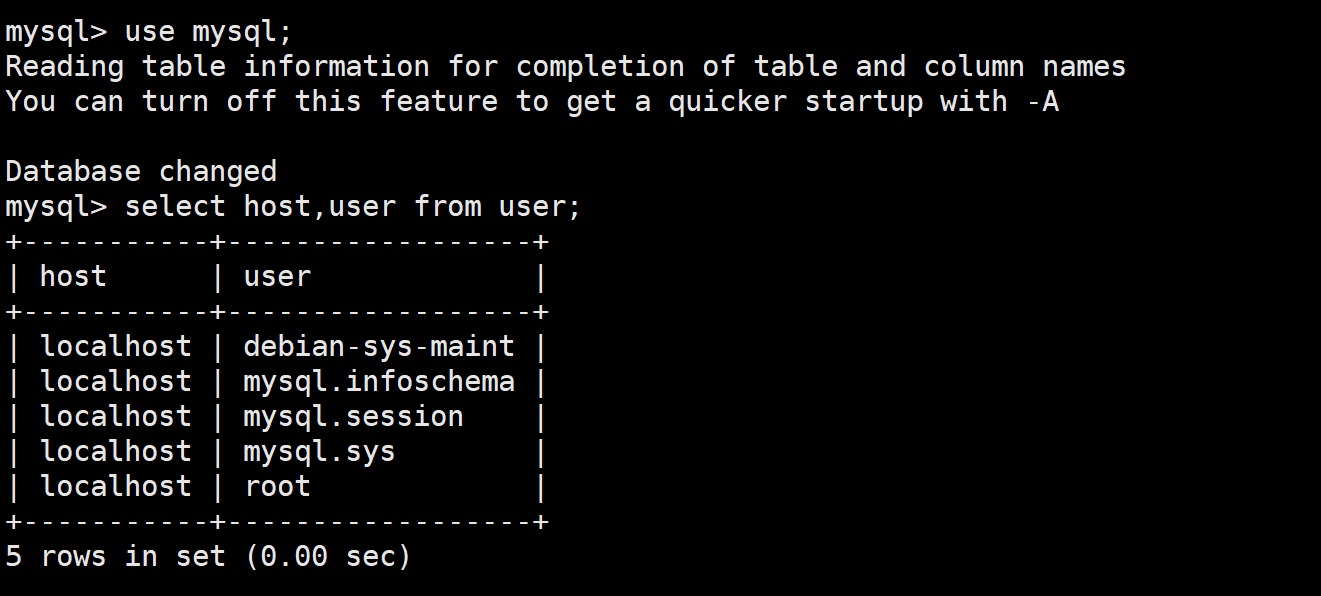 mysql> use mysql;
Reading table information for completion of table and column names
You can turn off this feature to get a quicker startup with -A

Database changed
mysql> select host,user from user;
+-----------+------------------+
| host      | user             |
+-----------+------------------+
| localhost | debian-sys-maint |
| localhost | mysql.infoschema |
| localhost | mysql.session    |
| localhost | mysql.sys        |
| localhost | root             |
+-----------+------------------+
5 rows in set (0.00 sec)